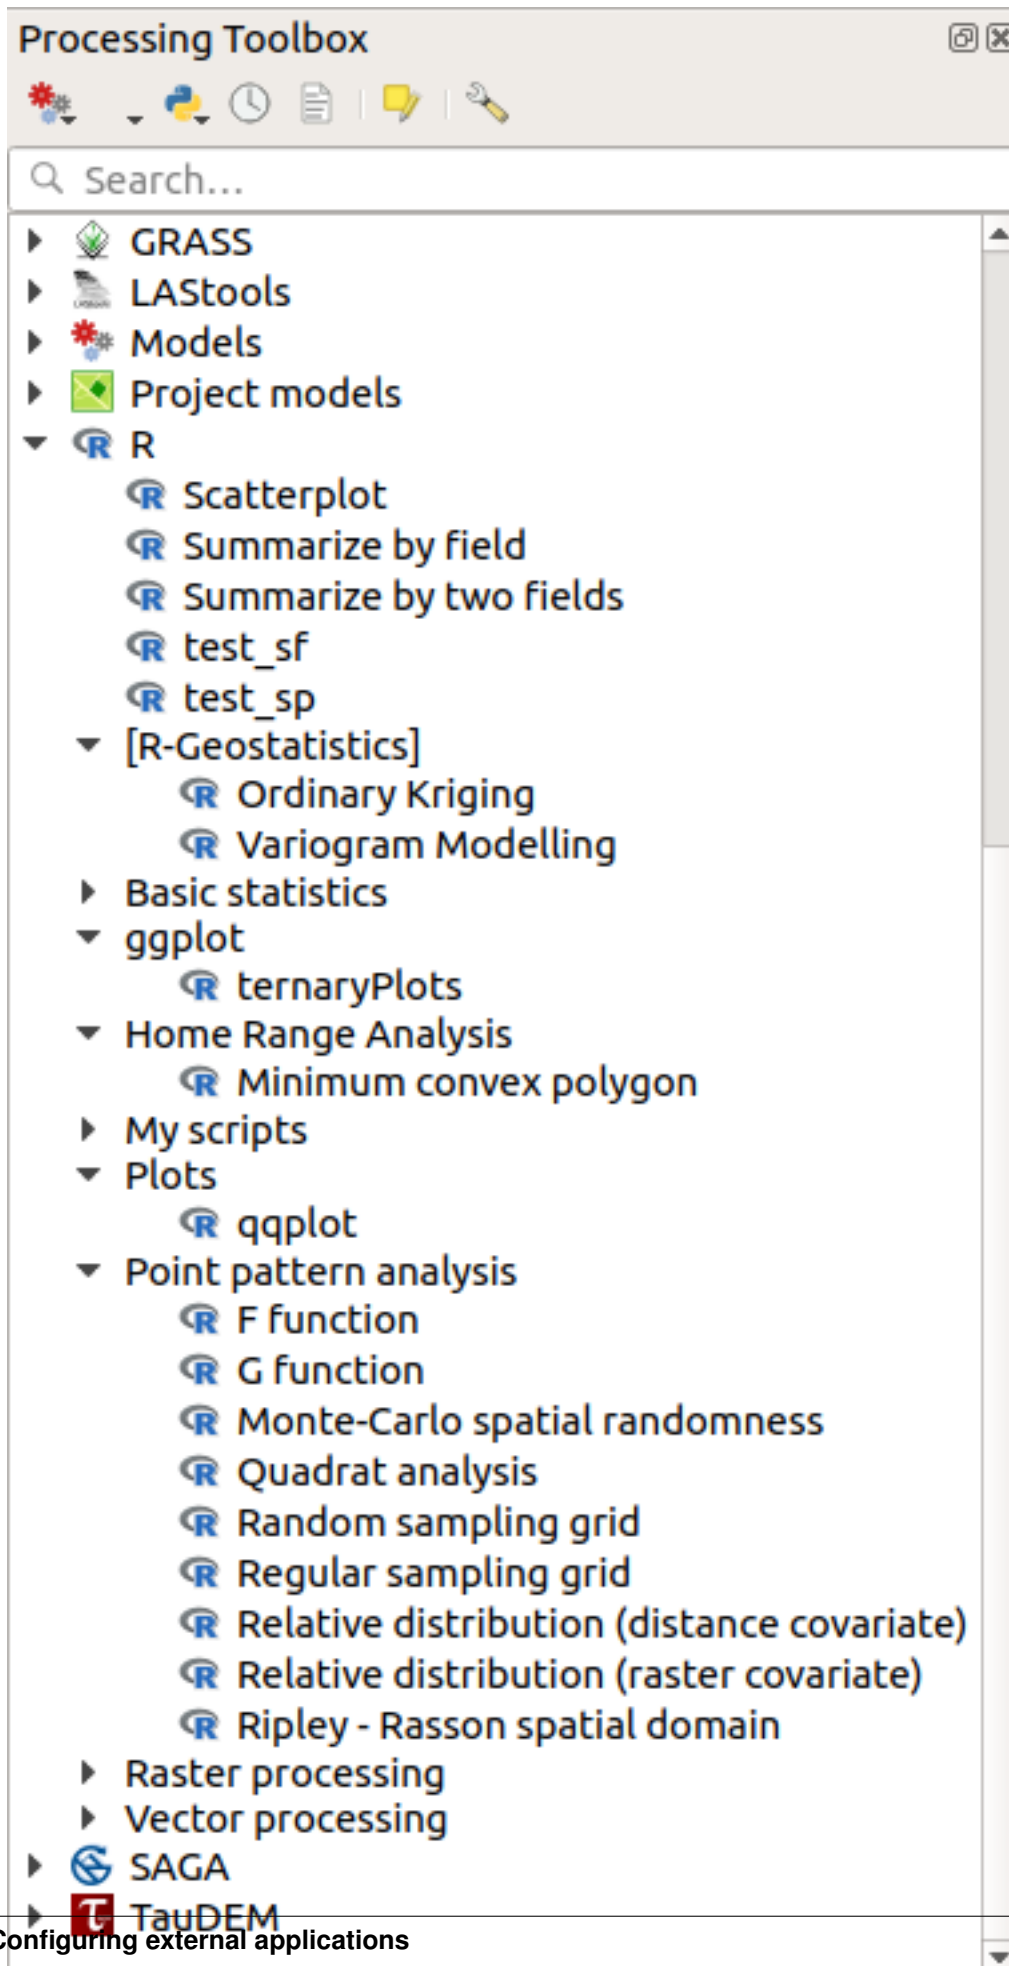 Processing Toolbox
Search...
GRASS
LAStools
Models
Project models
R
Scatterplot
Summarize by field
Summarize by two fields
test_sf
test_sp
[R-Geostatistics]
Ordinary Kriging
Variogram Modelling
Basic statistics
ggplot
ternaryPlots
Home Range Analysis
Minimum convex polygon
My scripts
Plots
qqplot
Point pattern analysis
F function
G function
Monte-Carlo spatial randomness
Quadrat analysis
Random sampling grid
Regular sampling grid
Relative distribution (distance covariate)
Relative distribution (raster covariate)
Ripley - Rasson spatial domain
Raster processing
Vector processing
SAGA
TauDEM
Configuring external applications